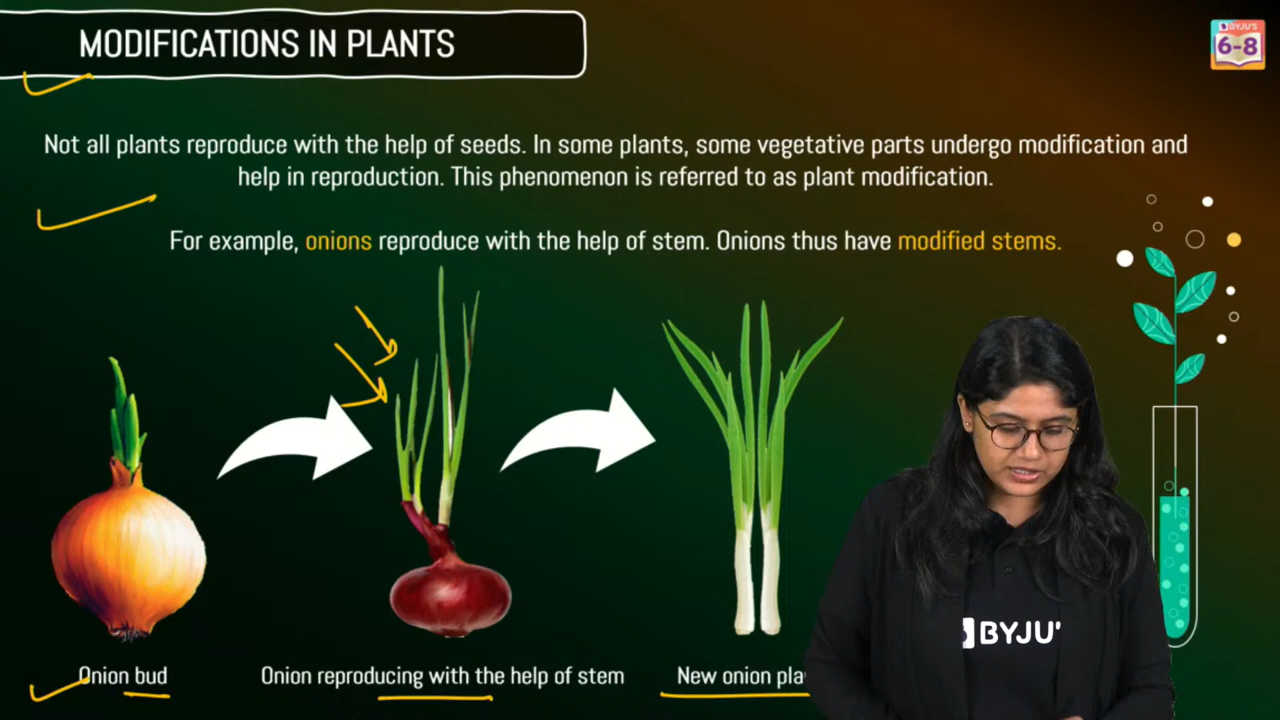 MODIFICATIONS IN PLANTS
BYJU'S
6-8
Not all plants reproduce with the help of seeds. In some plants, some vegetative parts undergo modification and
help in reproduction. This phenomenon is referred to as plant modification.
For example, onions reproduce with the help of stem. Onions thus have modified stems.
Onion bud
Onion reproducing with the help of stem
New onion pla
BYJU'